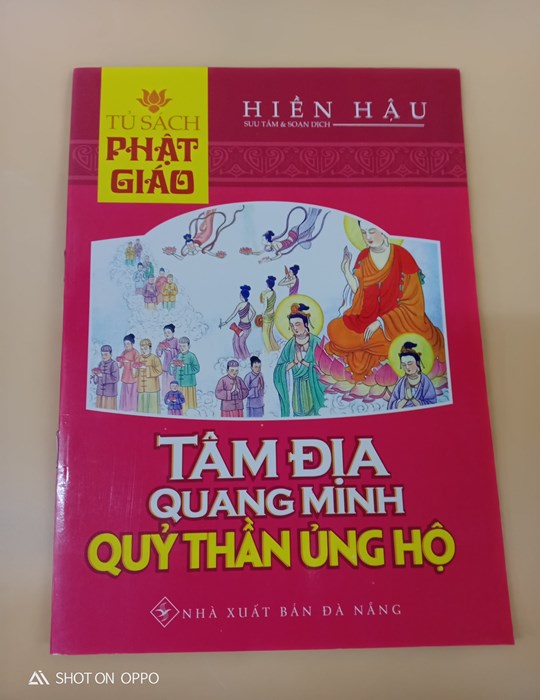 TỦ SÁCH
PHẬT
GIÁO
HIỀN HẬU
SƯU TẦM & SOẠN DỊCH
TÂM ĐỊA
QUANG MINH
QUỶ THẦN ỦNG HỘ
NHÀ XUẤT BẢN ĐÀ NẴNG
SHOT ON OPPO